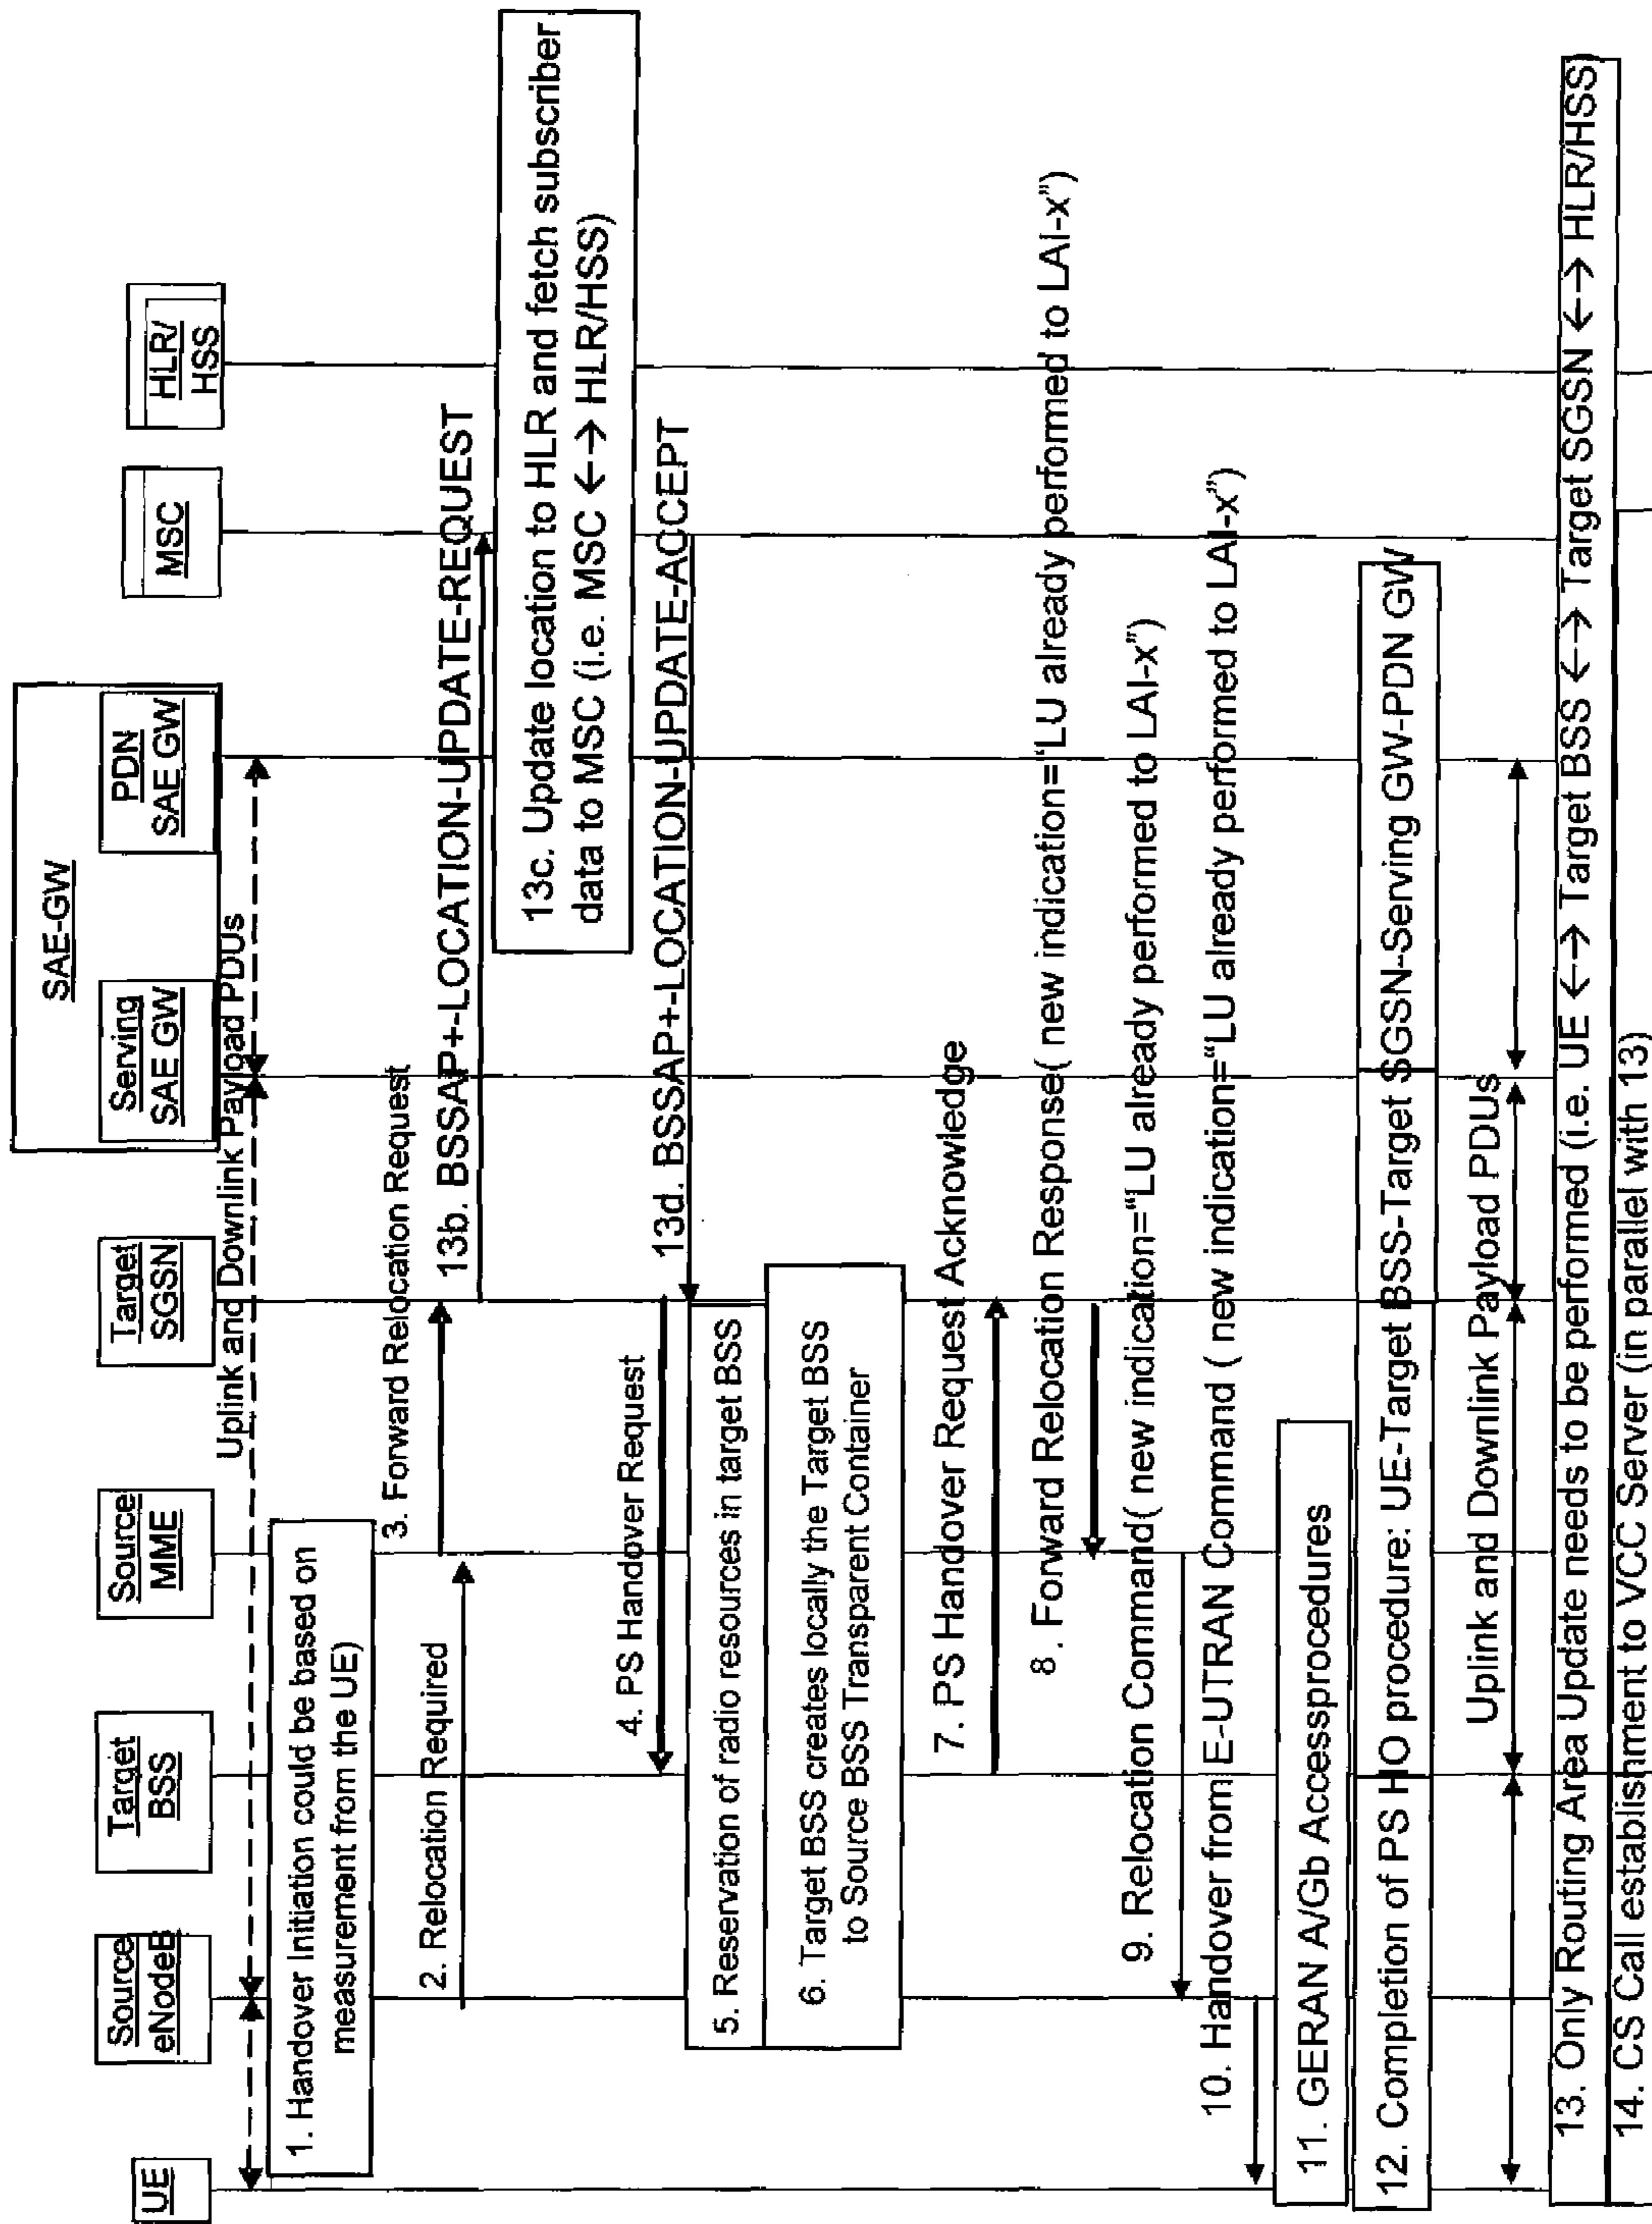 SAE-GW
UE
Source
eNodeB
Target
BSS
Source
MME
Target
SGSN
Serving
SAE GW
PDN
SAE GW
MSC
HLR/
HSS
Uplink and Downlink Payload PDUs
1. Handover Initiation could be based on
measurement from the UE)
2. Relocation Required
3. Forward Relocation Request
13b. BSSAP+-LOCATION-UPDATE-REQUEST
13c. Update location to HLR and fetch subscriber
data to MSC (i.e. MSC ←→ HLR/HSS)
4. PS Handover Request
13d. BSSAP+-LOCATION-UPDATE-ACCEPT
5. Reservation of radio resources in target BSS
6. Target BSS creates locally the Target BSS
to Source BSS Transparent Container
7. PS Handover Request Acknowledge
8 . Forward Relocation Response( new indication=“LU already performed to LAI-x”)
9. Relocation Command( new indication=“LU already performed to LAI-x”)
10. Handover from E-UTRAN Command ( new indication=“LU already performed to LAI-x”)
11. GERAN A/Gb Accessprocedures
12. Completion of PS HO procedure: UE-Target BSS-Target SGSN-Serving GW-PDN GW
Uplink and Downlink Payload PDUs
13. Only Routing Area Update needs to be performed (i.e. UE ←→ Target BSS ←→ Target SGSN ←→ HLR/HSS)
14. CS Call establishment to VCC Server (in parallel with 13)